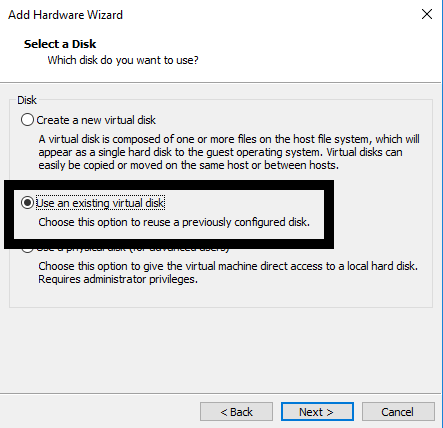 Add Hardware Wizard
Select a Disk
Which disk do you want to use?
Disk
Create a new virtual disk
A virtual disk is composed of one or more files on the host file system, which will
appear as a single hard disk to the guest operating system. Virtual disks can
easily be copied or moved on the same host or between hosts.
Use an existing virtual disk
Choose this option to reuse a previously configured disk.
Use a physical disk (for advanced users)
Choose this option to give the virtual machine direct access to a local hard disk.
Requires administrator privileges.
< Back
Next >
Cancel